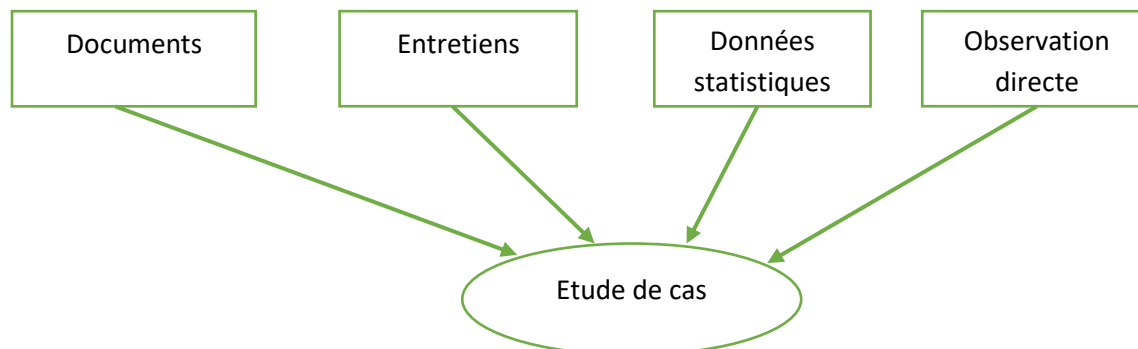 Documents
Entretiens
Données
statistiques
Observation
directe
Etude de cas